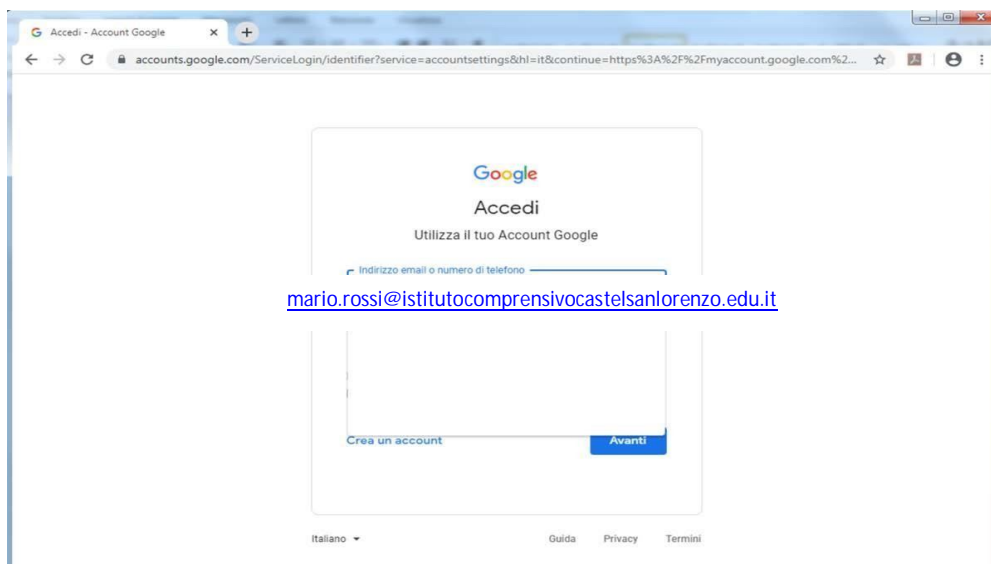 Accedi - Account Google
accounts.google.com/ServiceLogin/identifier?service=accountsettings&hl=it&continue=https%3A%2F%2Fmyaccount.google.com%2...
Google
Accedi
Utilizza il tuo Account Google
Indirizzo email o numero di telefono
mario.rossi@istitutocomprensivocastelsanlorenzo.edu.it
Crea un account
Avanti
Italiano
Guida Privacy Termini